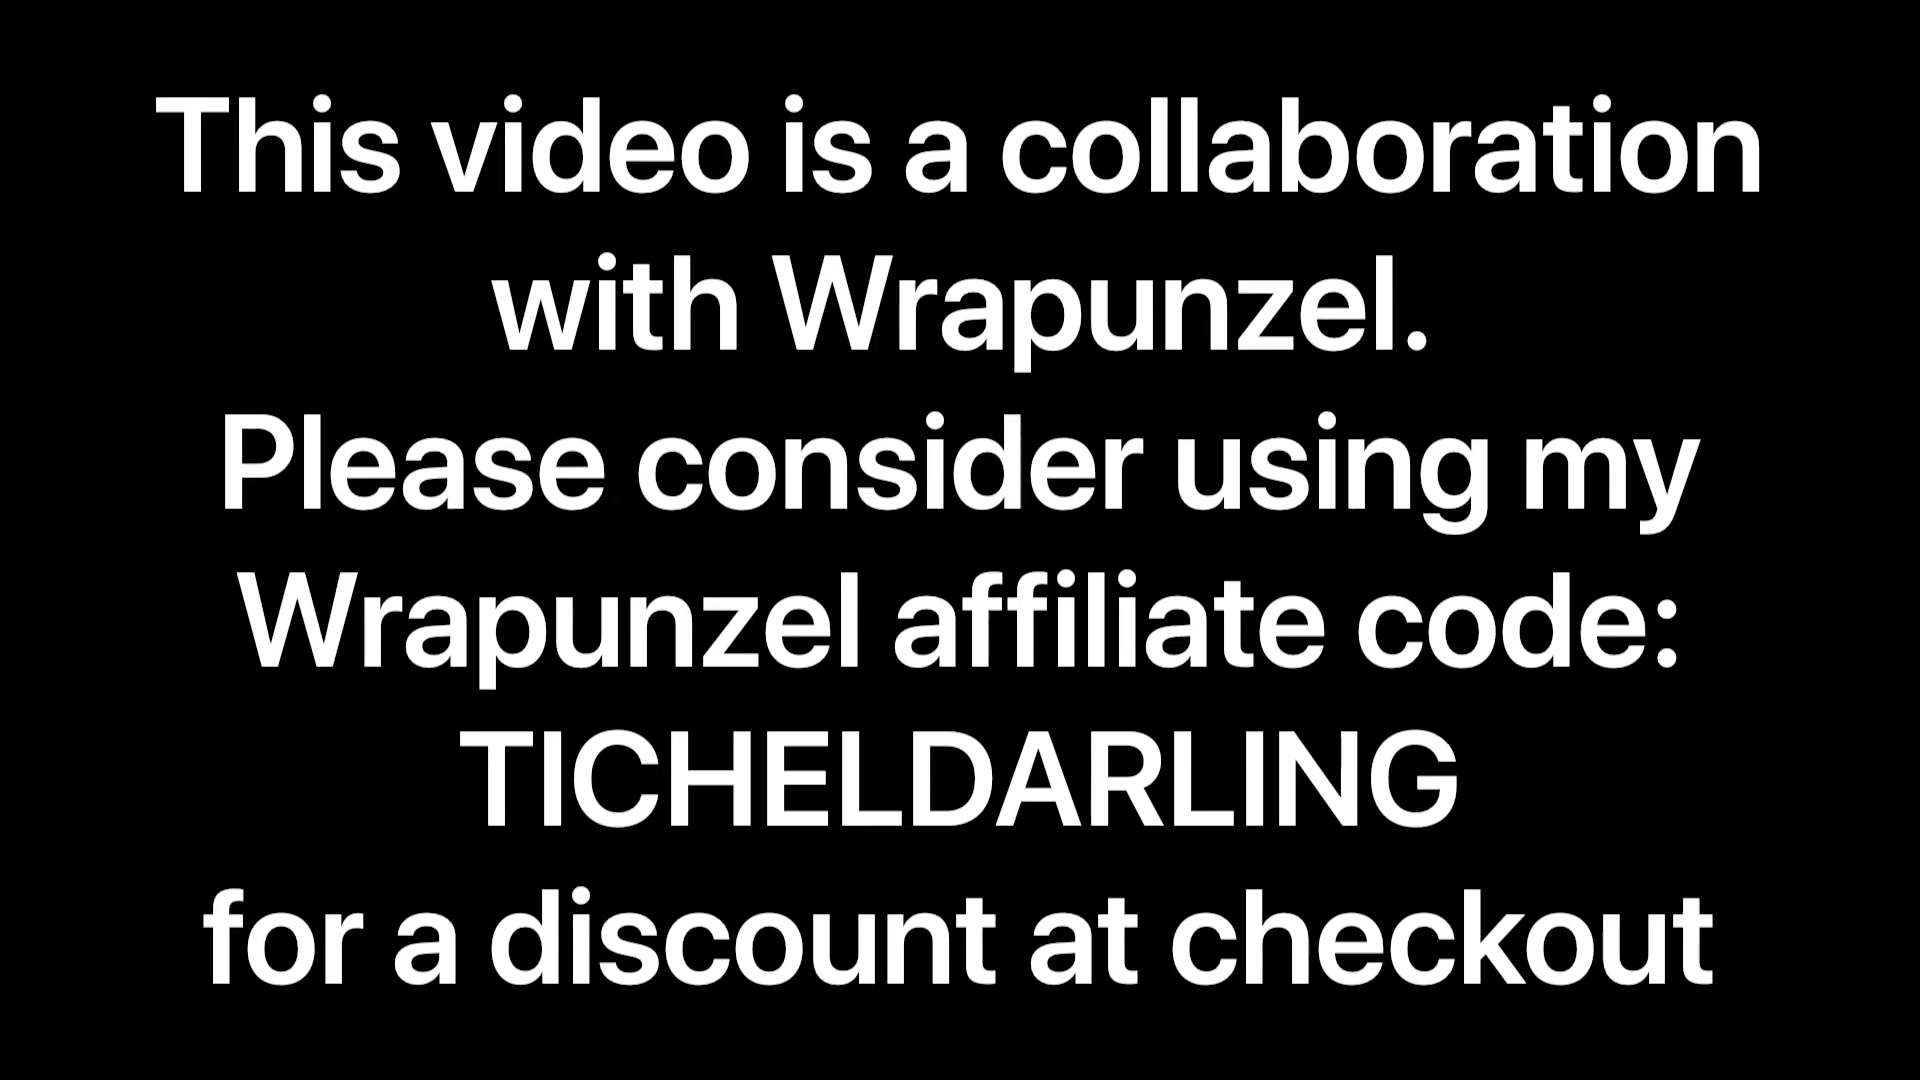 This video is a collaboration
with Wrapunzel.
Please consider using my
Wrapunzel affiliate code:
TICHELDARLING
for a discount at checkout